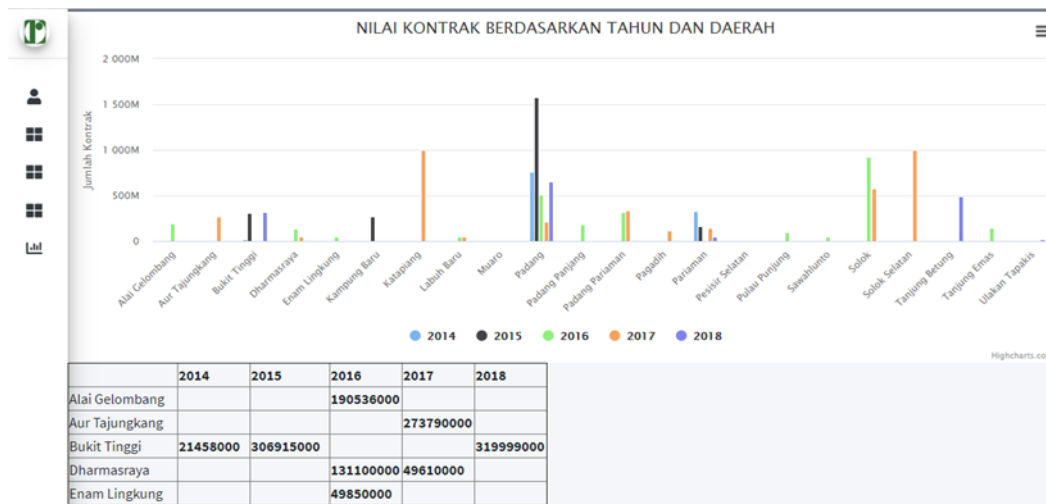 NILAI KONTRAK BERDASARKAN TAHUN DAN DAERAH
2 000M
1 500M
1 000M
500M
0
Jumlah Kontrak
Alai Gelombang
Aur Tajungkang
Bukit Tinggi
Dharmasraya
Enam Lingkung
Kampung Baru
Katapiang
Labuh Baru
Muaro
Padang
Padang Panjang
Padang Pariaman
Pagadih
Pariaman
Pesisir Selatan
Pulau Punjung
Sawahlunto
Solok
Solok Selatan
Tanjung Betung
Tanjung Emas
Ulakan Tapakis
2014 2015 2016 2017 2018
Highcharts.co
2014 2015 2016 2017 2018
Alai Gelombang 190536000
Aur Tajungkang 273790000
Bukit Tinggi 21458000 306915000 319999000
Dharmasraya 131100000 49610000
Enam Lingkung 49850000